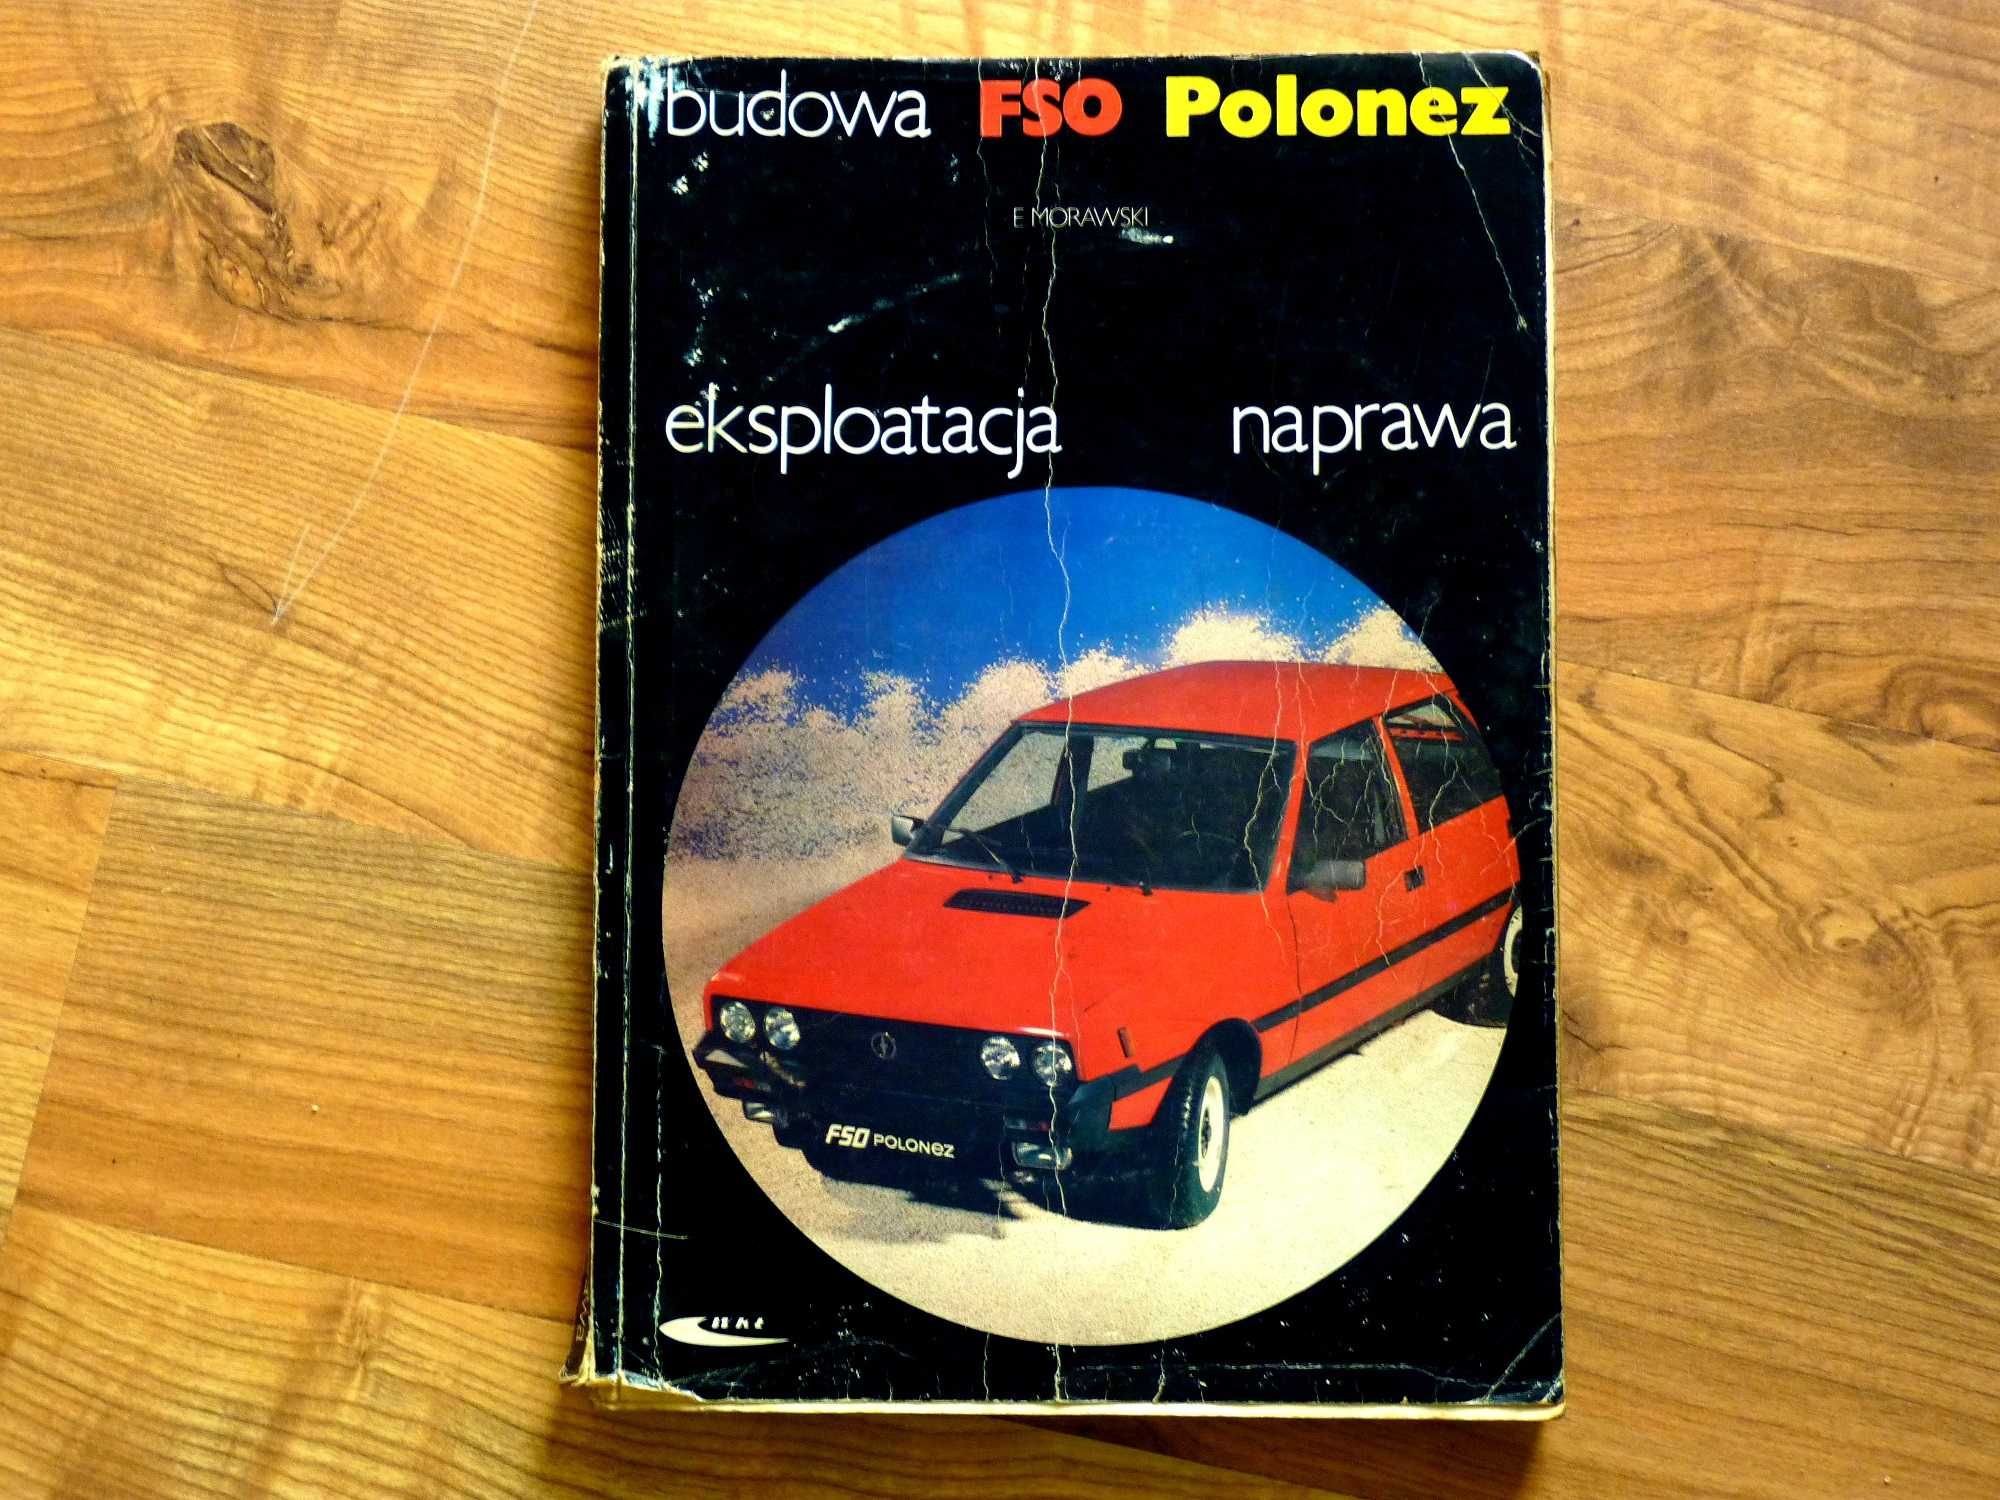 budowa FSO Polonez
E MORAWSKI
eksploatacja naprawa
FSO POLONEZ